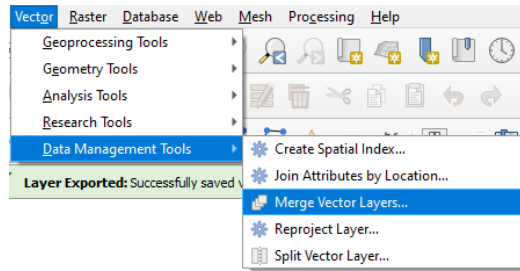 Vector Raster Database Web Mesh Processing Help
Geoprocessing Tools
Geometry Tools
Analysis Tools
Research Tools
Data Management Tools
Create Spatial Index...
Layer Exported: Successfully saved v
Join Attributes by Location...
Merge Vector Layers...
Reproject Layer...
Split Vector Layer...